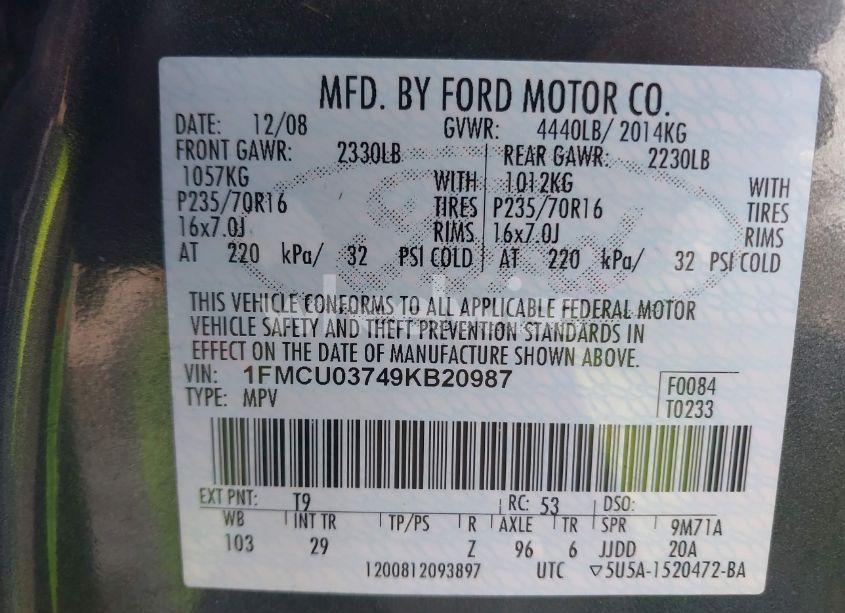 MFD. BY FORD MOTOR CO.
DATE: 12/08 GVWR: 4440LB/ 2014KG
FRONT GAWR: 2330LB REAR GAWR: 2230LB
1057KG WITH 1012KG WITH
P235/70R16 TIRES P235/70R16 TIRES
16x7.0J RIMS 16x7.0J RIMS
AT 220 kPa/ 32 PSI COLD AT 220 kPa/ 32 PSI COLD
THIS VEHICLE CONFORMS TO ALL APPLICABLE FEDERAL MOTOR
VEHICLE SAFETY AND THEFT PREVENTION STANDARDS IN
EFFECT ON THE DATE OF MANUFACTURE SHOWN ABOVE.
VIN: 1FMCU03749KB20987 F0084
TYPE: MPV T0233
EXT PNT: T9 RC: 53 DSO:
WB INT TR TP/PS R AXLE TR SPR 9M71A
103 29 Z 96 6 JJDD 20A
1200812093897 UTC ▽5U5A-1520472-BA